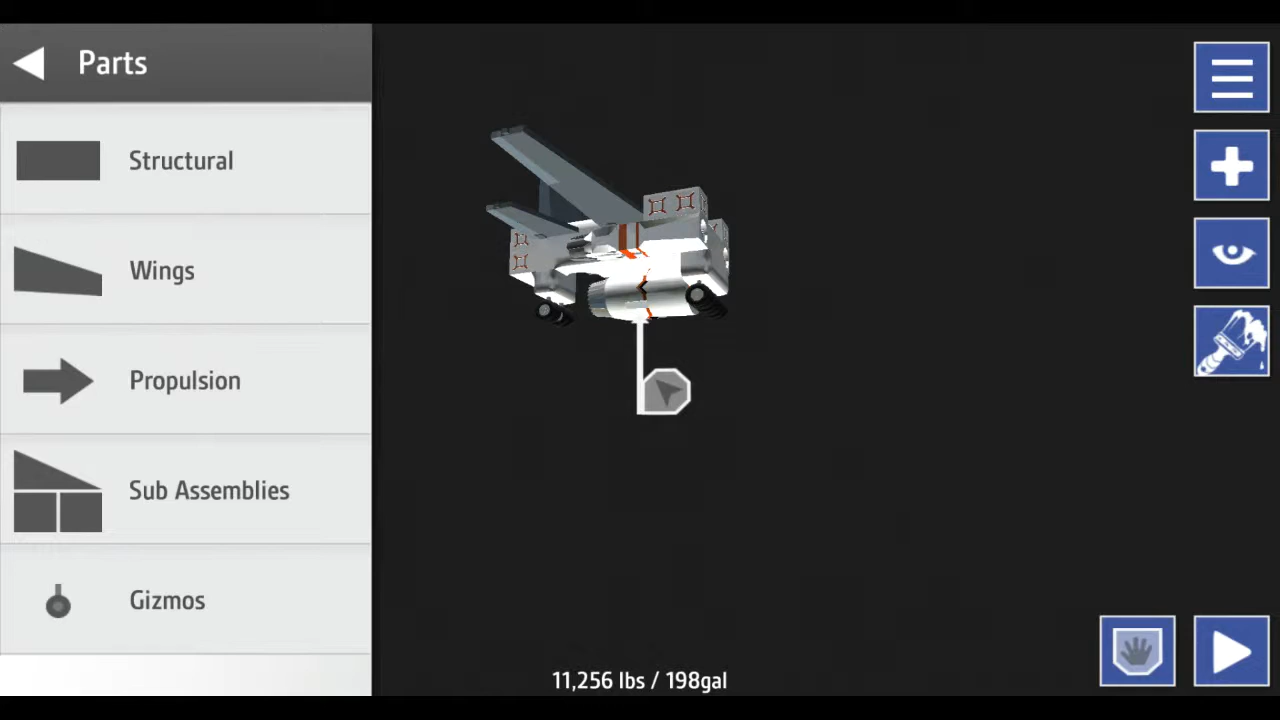 Parts
Structural
Wings
Propulsion
Sub Assemblies
Gizmos
11,256 lbs / 198gal